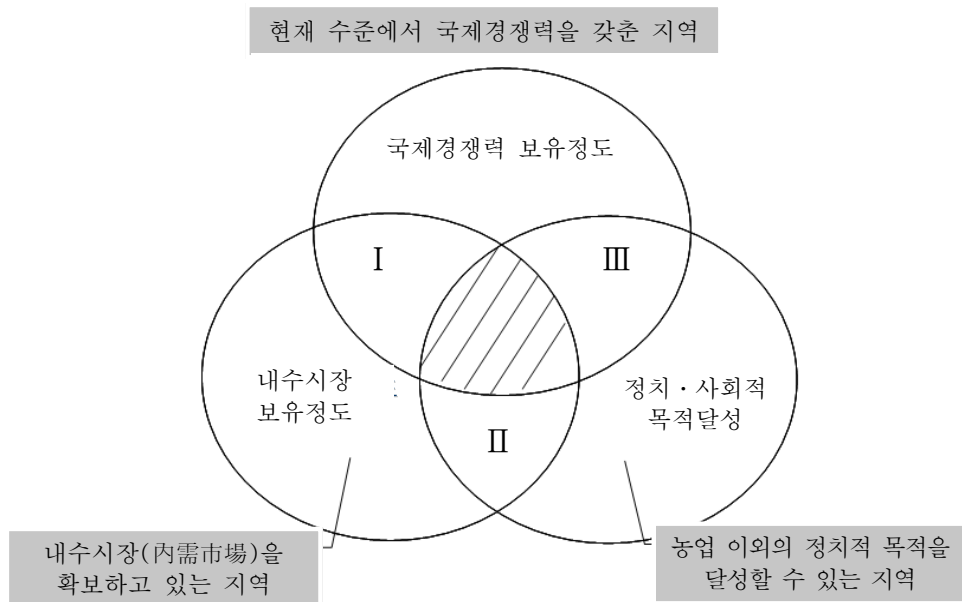 현재 수준에서 국제경쟁력을 갖춘 지역
국제경쟁력 보유정도
Ⅰ
Ⅲ
내수시장
보유정도
정치·사회적
목적달성
Ⅱ
내수시장(內需市場)을
확보하고 있는 지역
농업 이외의 정치적 목적을
달성할 수 있는 지역